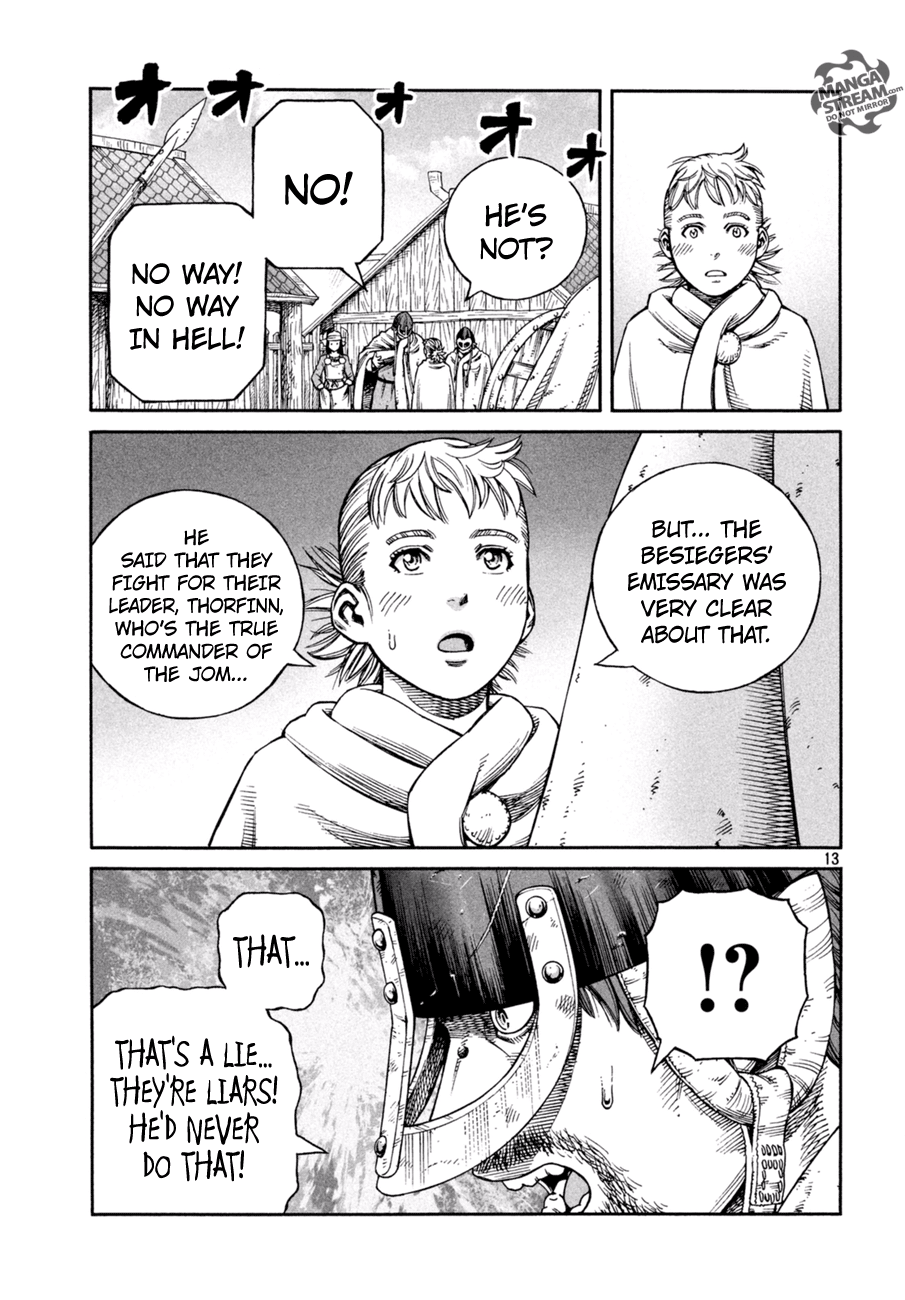 MANGA
STREAM.com
DO NOT MIRROR
オ オ オ オ オ
HE'S
NOT?
NO!
NO WAY!
NO WAY
IN HELL!
BUT... THE
BESIEGERS'
EMISSARY WAS
VERY CLEAR
ABOUT THAT.
HE
SAID THAT THEY
FIGHT FOR THEIR
LEADER, THORFINN,
WHO'S THE TRUE
COMMANDER OF
THE JOM...
13
!?
THAT...
THAT'S A LIE...
THEY'RE LIARS!
HE'D NEVER
DO THAT!